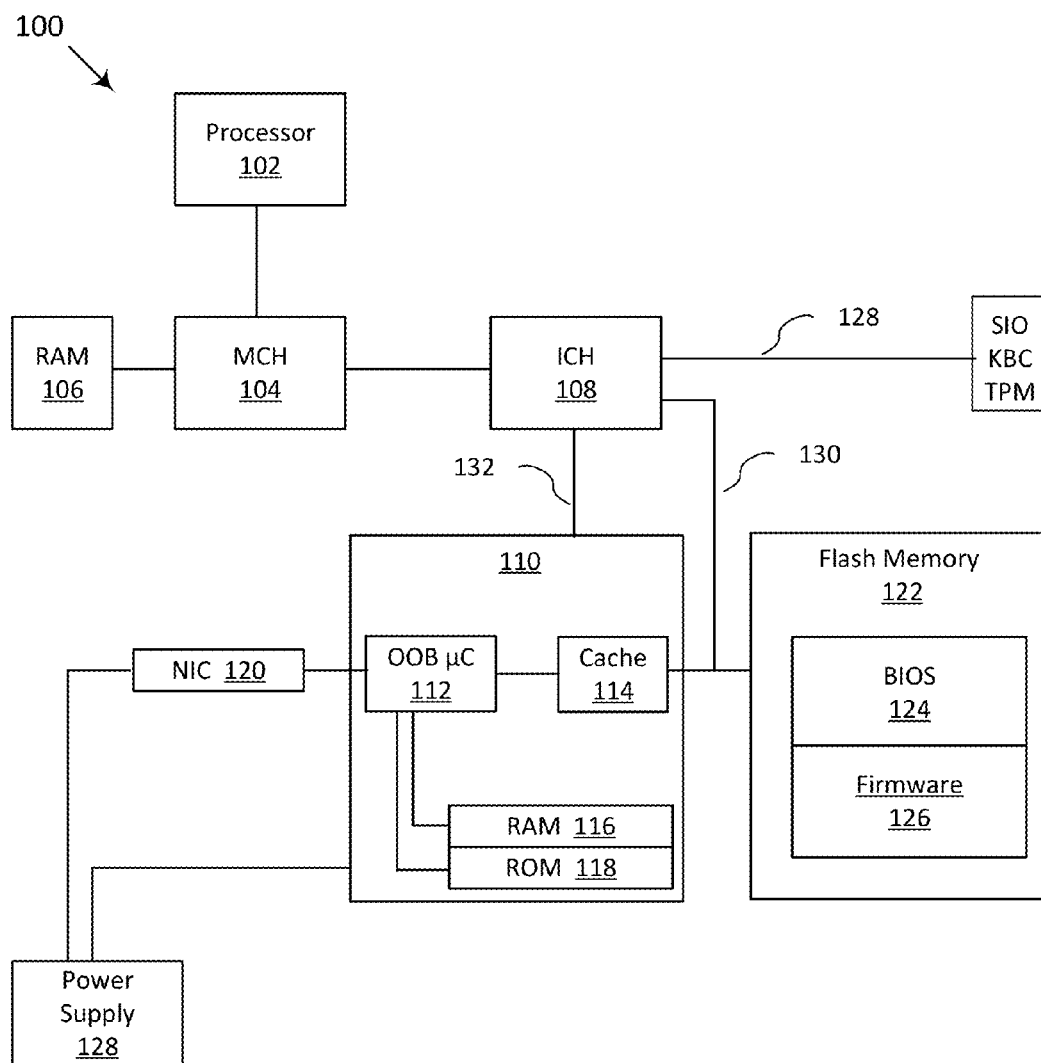 100
Processor
102
RAM
106
MCH
104
ICH
108
128
SIO
KBC
TPM
132
130
110
Flash Memory
122
NIC 120
OOB μC
112
Cache
114
BIOS
124
Firmware
126
RAM 116
ROM 118
Power
Supply
128